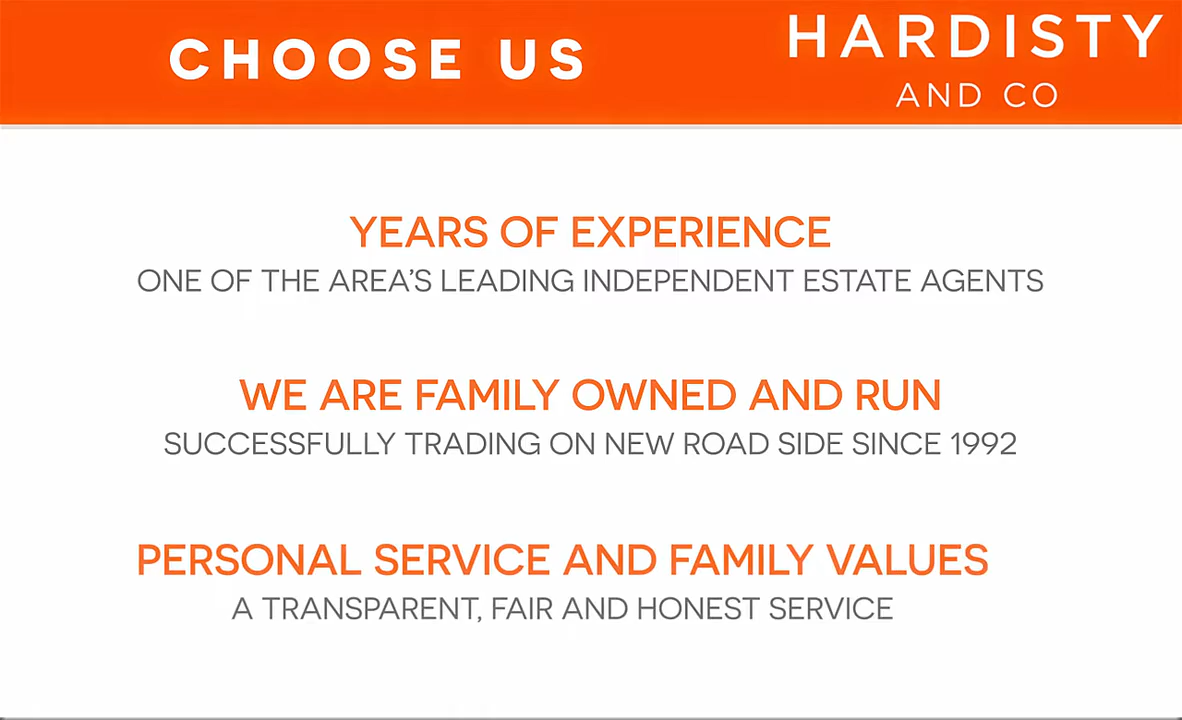 CHOOSE US
HARDISTY
AND CO
YEARS OF EXPERIENCE
ONE OF THE AREA'S LEADING INDEPENDENT ESTATE AGENTS
WE ARE FAMILY OWNED AND RUN
SUCCESSFULLY TRADING ON NEW ROAD SIDE SINCE 1992
PERSONAL SERVICE AND FAMILY VALUES
A TRANSPARENT, FAIR AND HONEST SERVICE